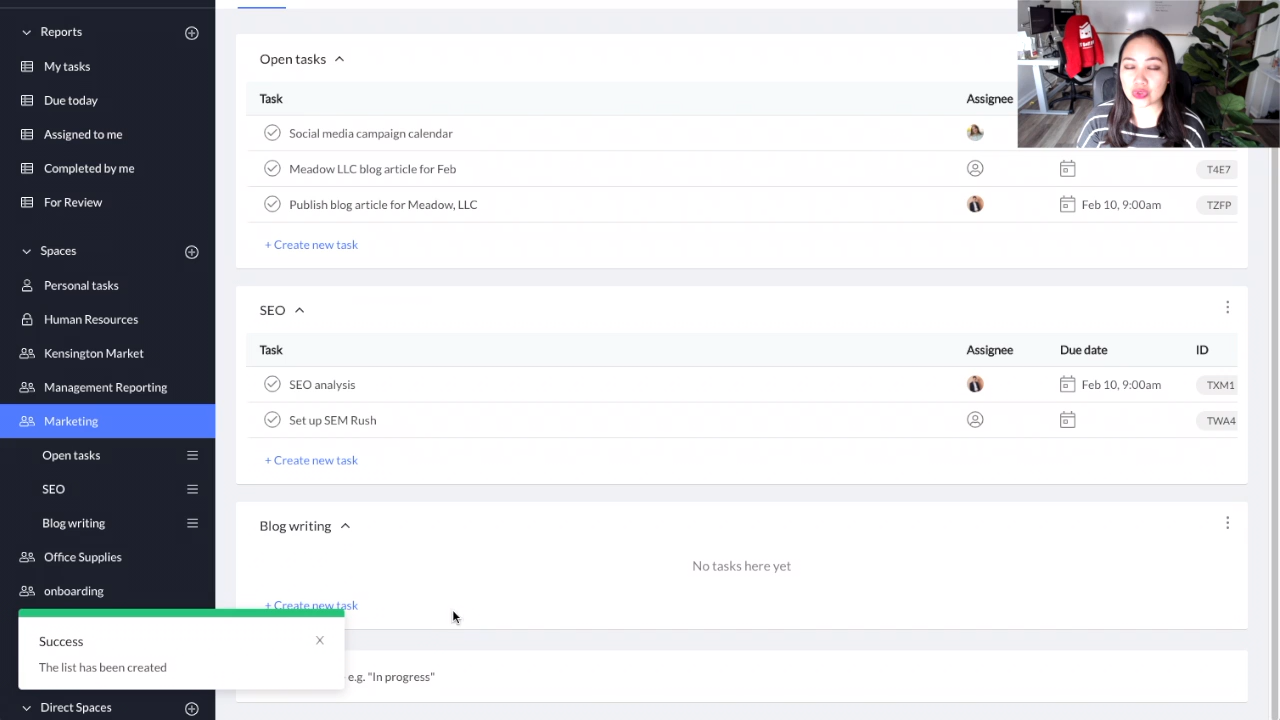 Reports
My tasks
Due today
Assigned to me
Completed by me
For Review
Spaces
Personal tasks
Human Resources
Kensington Market
Management Reporting
Marketing
Open tasks
SEO
Blog writing
Office Supplies
onboarding
Direct Spaces
Open tasks
Task Assignee
Social media campaign calendar
Meadow LLC blog article for Feb T4E7
Publish blog article for Meadow, LLC Feb 10, 9:00am TZFP
+ Create new task
SEO
Task Assignee Due date ID
SEO analysis Feb 10, 9:00am TXM1
Set up SEM Rush TWA4
+ Create new task
Blog writing
No tasks here yet
+ Create new task
e.g. "In progress"
Success
The list has been created